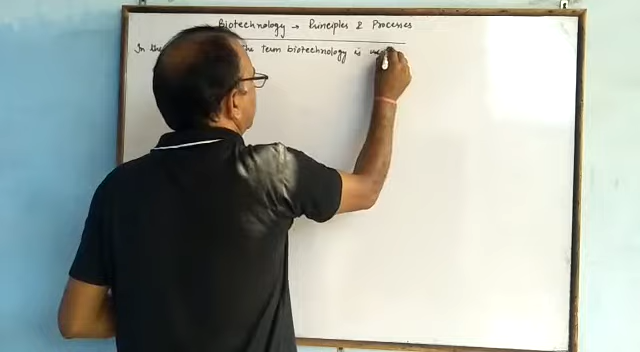 Biotechnology → Principles & Processes
In the term biotechnology is